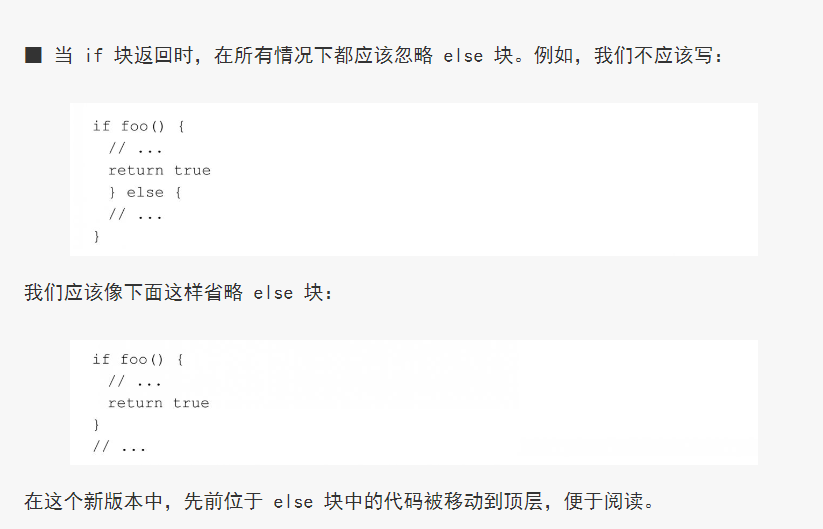 ■ 当 if 块返回时，在所有情况下都应该忽略 else 块。例如，我们不应该写：
if foo() {
  // ...
  return true
  } else {
  // ...
}
我们应该像下面这样省略 else 块：
if foo() {
  // ...
  return true
}
// ...
在这个新版本中，先前位于 else 块中的代码被移动到顶层，便于阅读。